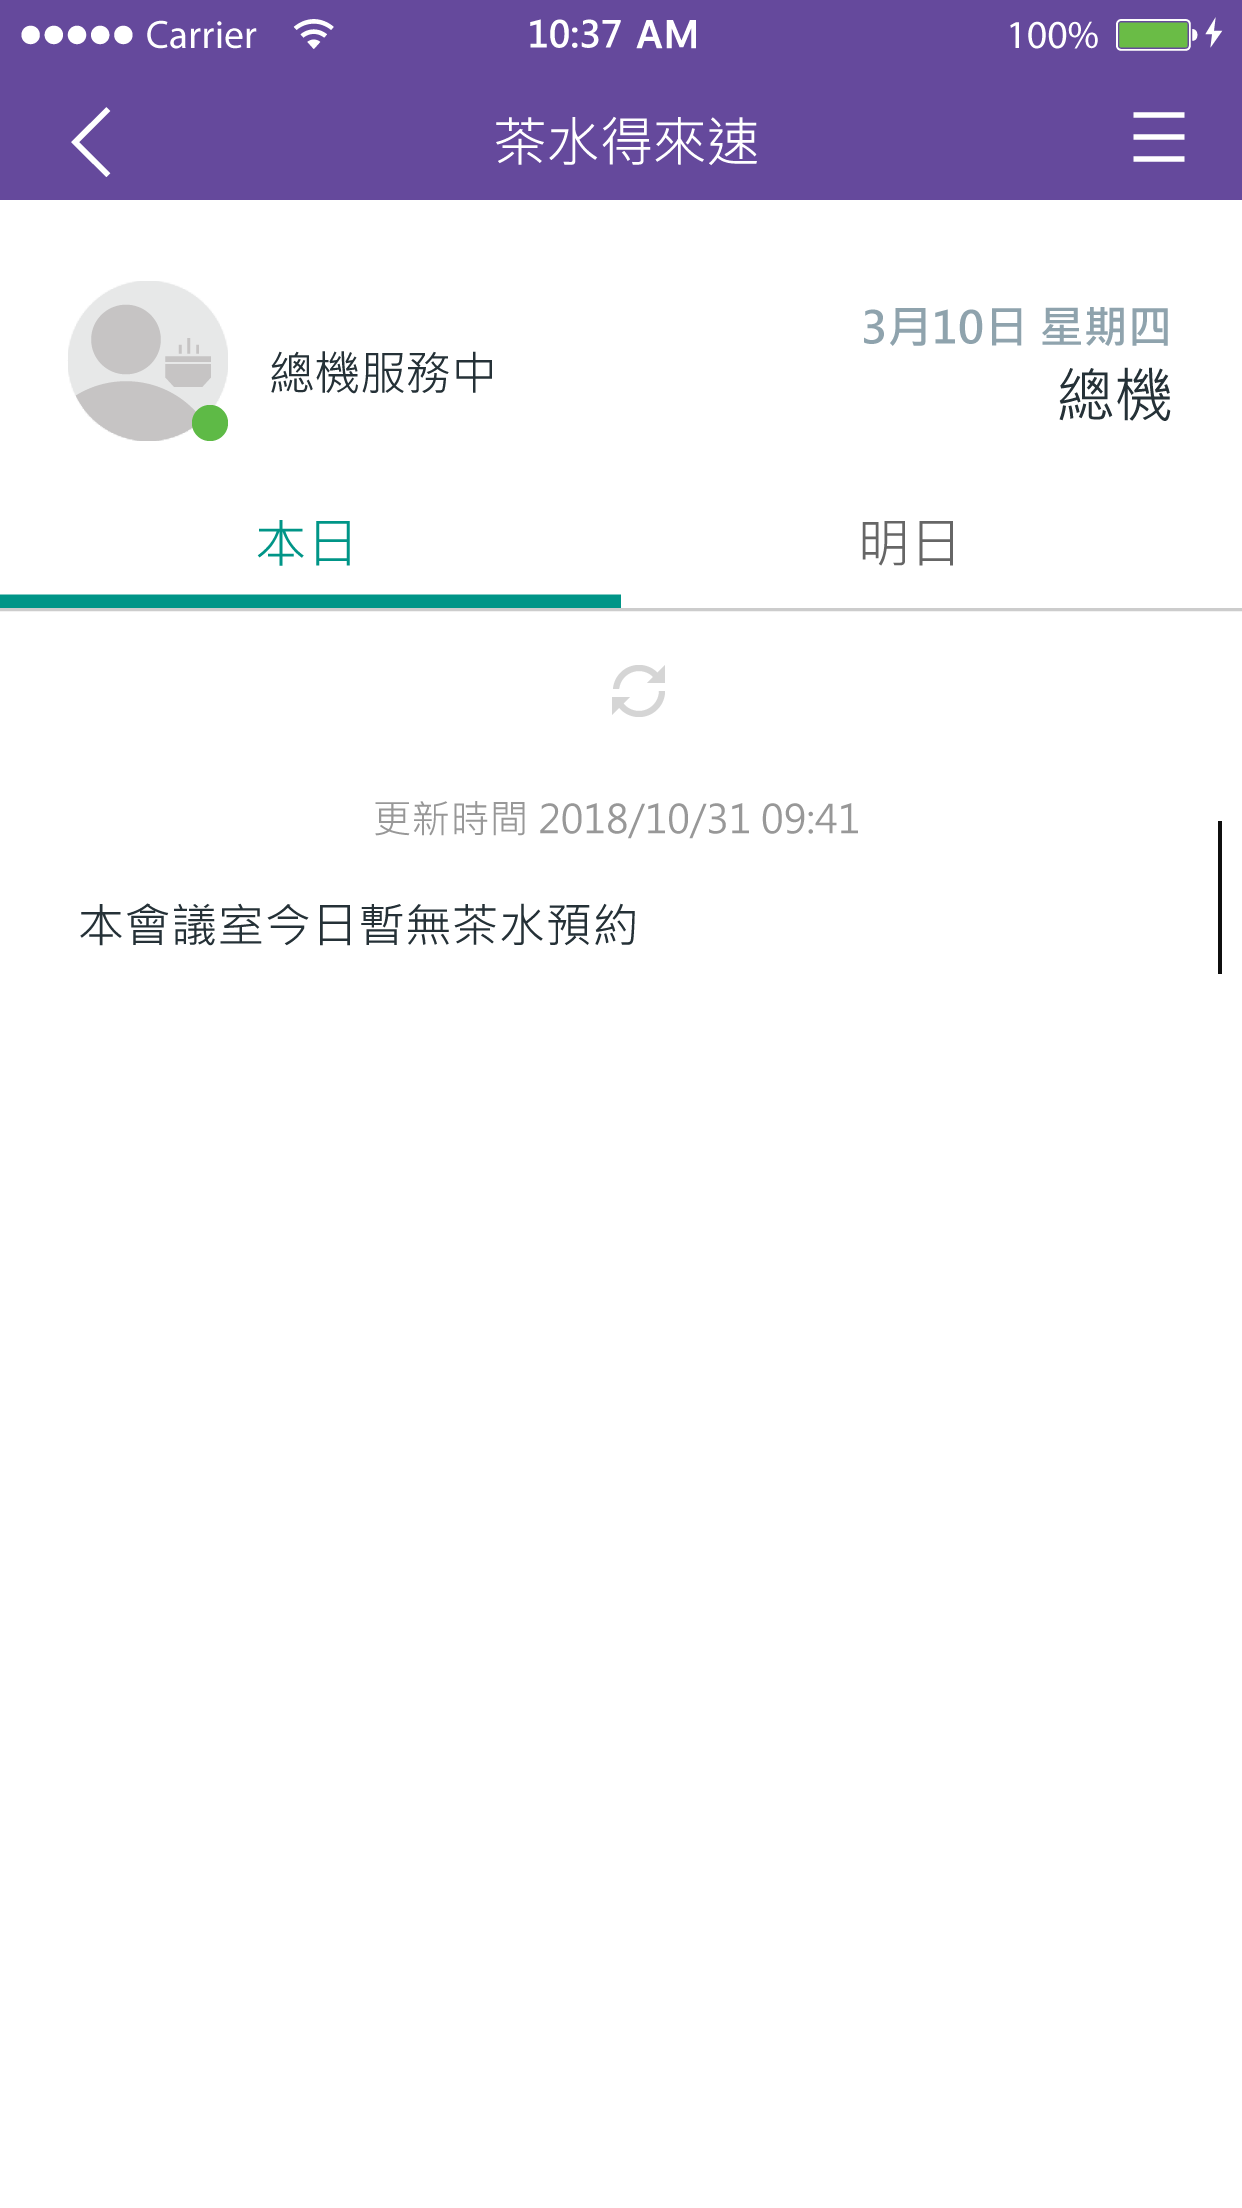 Carrier 10:37 AM 100%
茶水得來速
3月10日 星期四
總機服務中
總機
本日 明日
更新時間 2018/10/31 09:41
本會議室今日暫無茶水預約